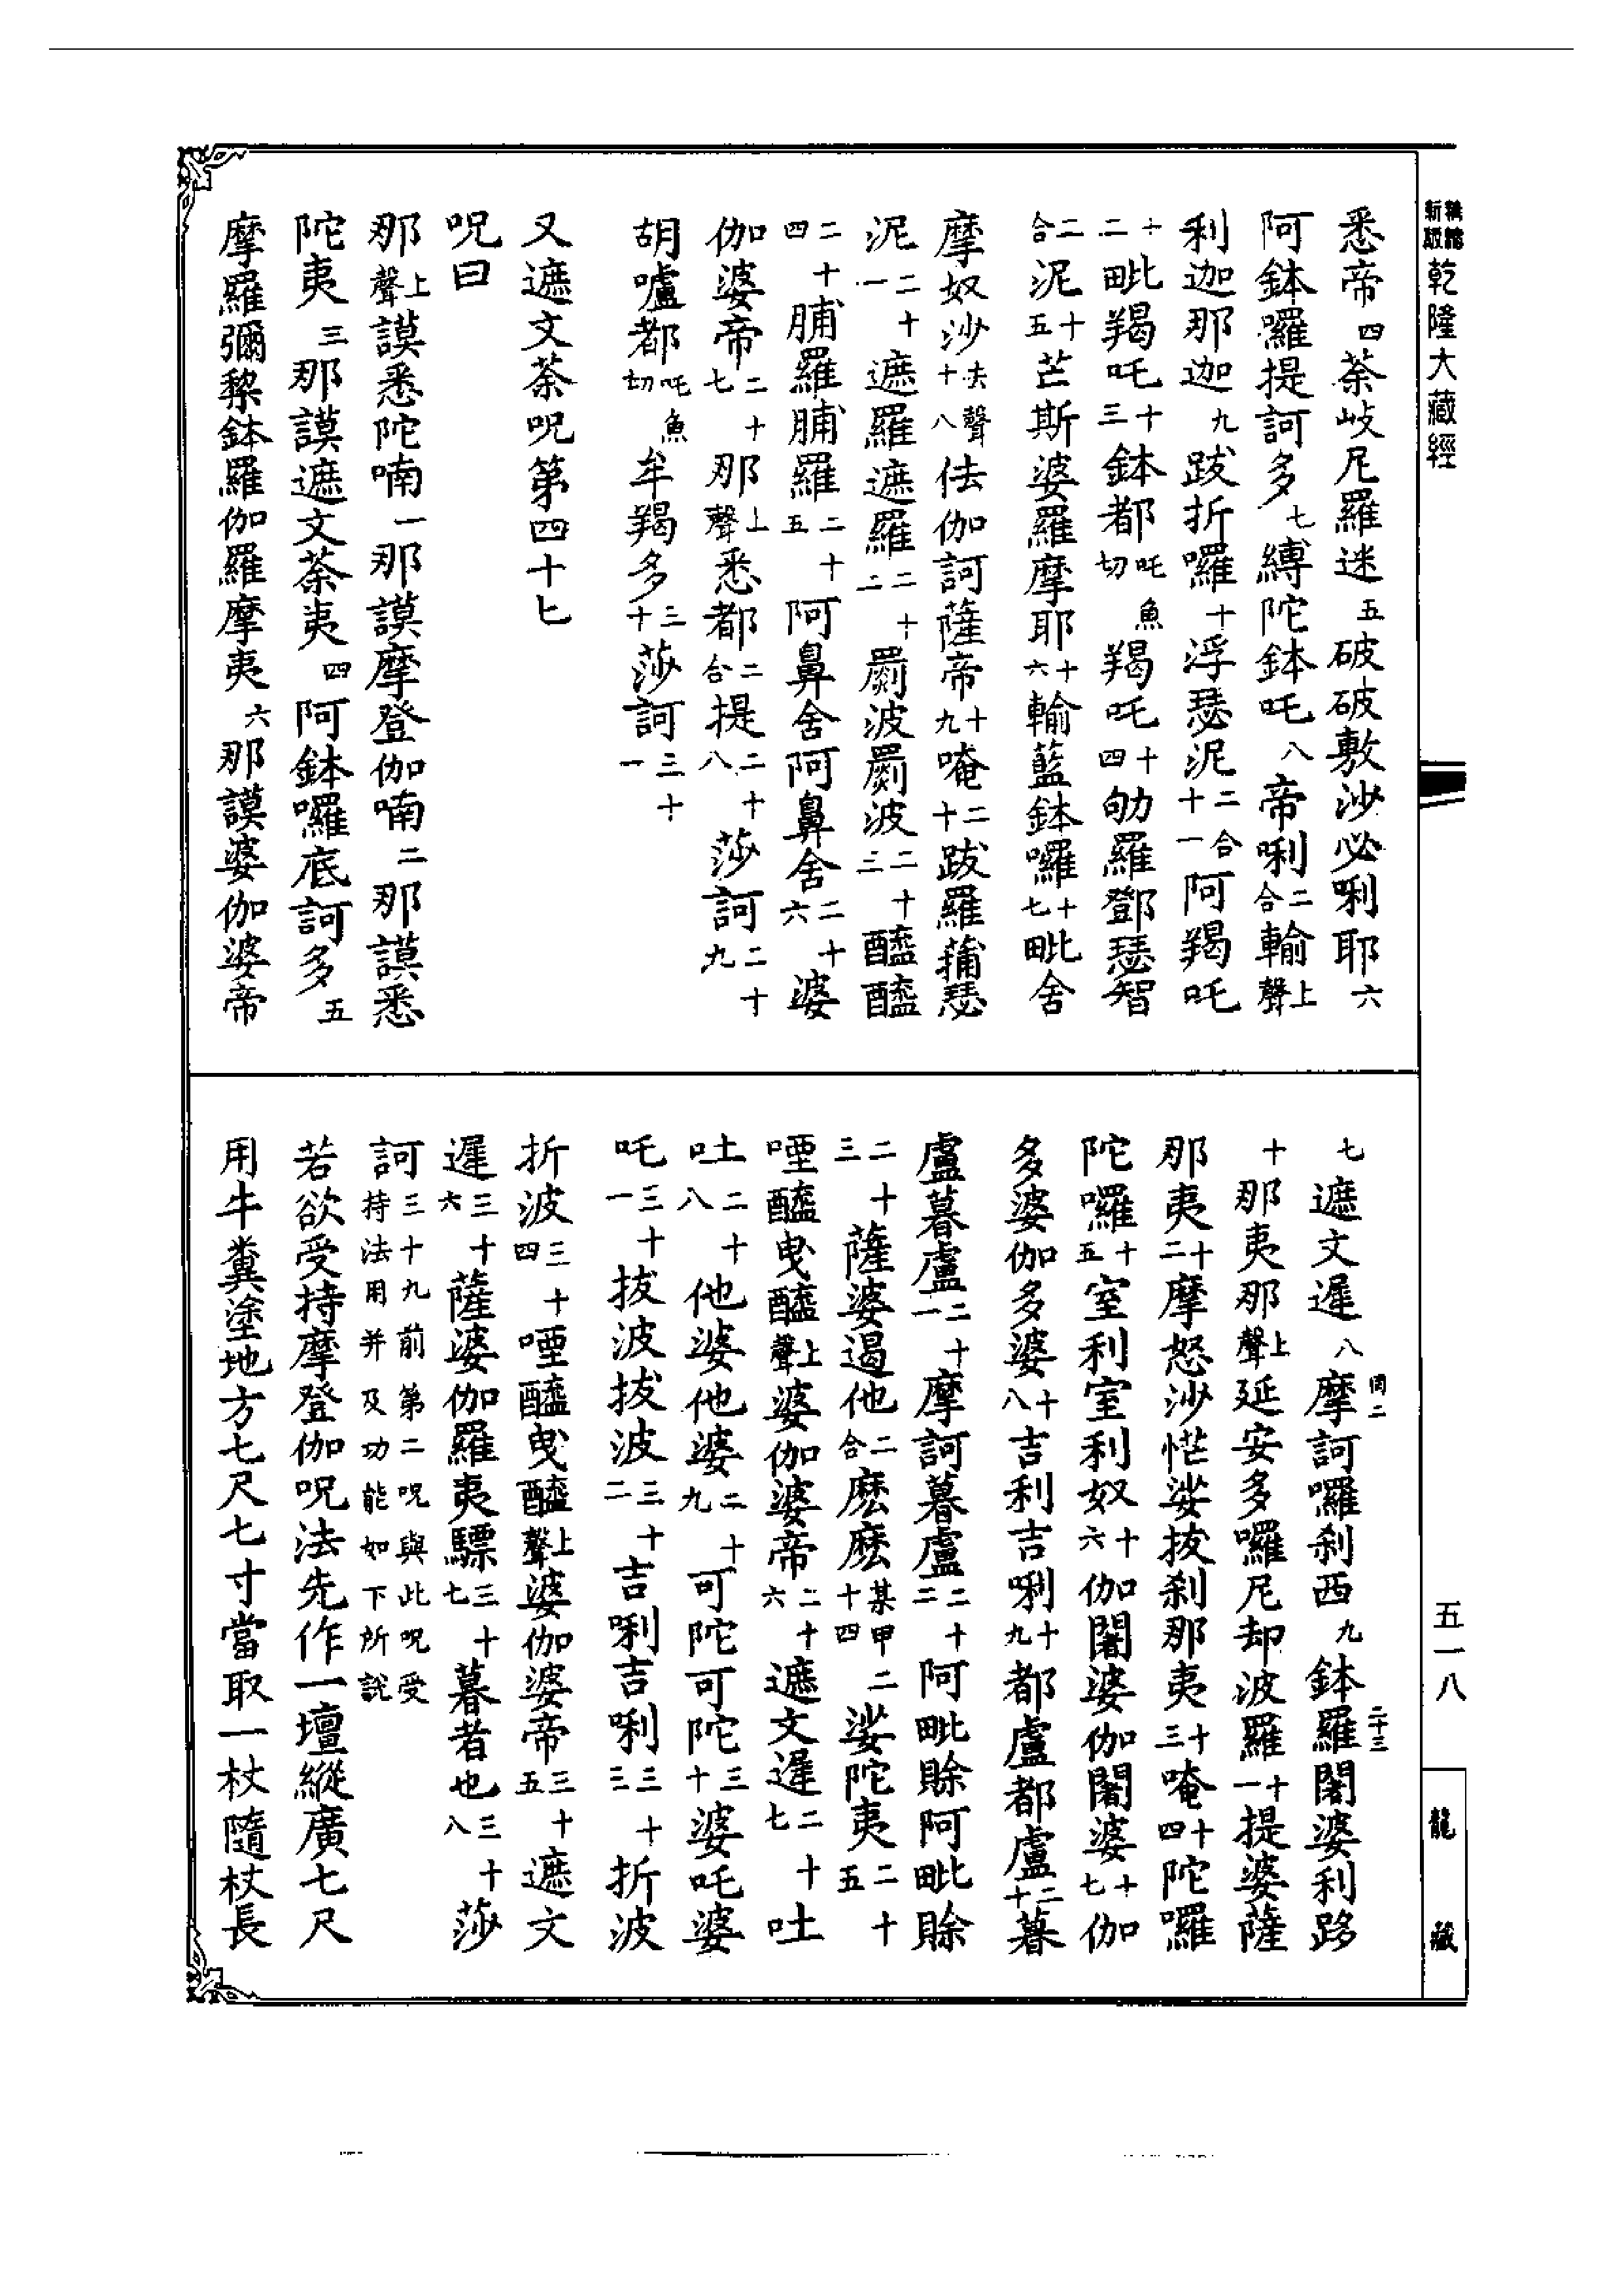 新版
精緻
乾隆大藏經
悉帝四荼岐尼羅迷五破破敷沙必唎耶六
阿鉢囉提訶多七縛陀鉢吒八帝唎二合輸上聲
利迦那迦九跋折囉十浮瑟泥二合十一阿羯吒
十二毗羯吒十三鉢都吒魚切羯吒十四劬羅鄧瑟智
二合泥十五芒斯婆羅摩耶十六輸藍鉢囉十七毗舍
摩奴沙去聲十八佉伽訶薩帝十九唵二十跋羅蒱瑟
泥二十一遮羅遮羅二十二罽波罽波二十三醯醯
二十四脯羅脯羅二十五阿鼻舍阿鼻舍二十六婆
伽婆帝二十七那上聲悉都二合提二十八莎訶二十九
胡嚧都吒魚切牟羯多三十莎訶三十一
又遮文荼呪第四十七
呪曰
那上聲謨悉陀喃一那謨摩登伽喃二那謨悉
陀夷三那謨遮文荼夷四阿鉢囉底訶多五
摩羅彌黎鉢羅伽羅摩夷六那謨婆伽婆帝
七遮文遲八摩訶囉刹西九鉢羅闍婆利路
十那夷那上聲延安多囉尼却波羅十一提婆薩
那夷十二摩怒沙恾娑拔刹那夷十三唵十四陀囉
陀囉十五室利室利奴十六伽闍婆伽闍婆十七伽
多婆伽多婆十八吉利吉唎十九都盧都盧二十暮
盧暮盧二十一摩訶暮盧二十二阿毗賒阿毗賒
二十三薩婆遏他二合麽麽某甲二十四娑陀夷二十五
㖶醯曳醯上聲婆伽婆帝二十六遮文遲二十七吐
吐二十八他婆他婆二十九可陀可陀三十婆吒婆
吒三十一拔波拔波三十二吉唎吉唎三十三折波
折波三十四㖶醯曳醯上聲婆伽婆帝三十五遮文
遲三十六薩婆伽羅夷驃三十七暮者也三十八莎
訶三十九前第二呪與此呪受持法用并及功能如下所說
若欲受持摩登伽呪法先作一壇縱廣七尺
用牛糞塗地方七尺七寸當取一杖隨杖長
二十三
五一八
龍藏